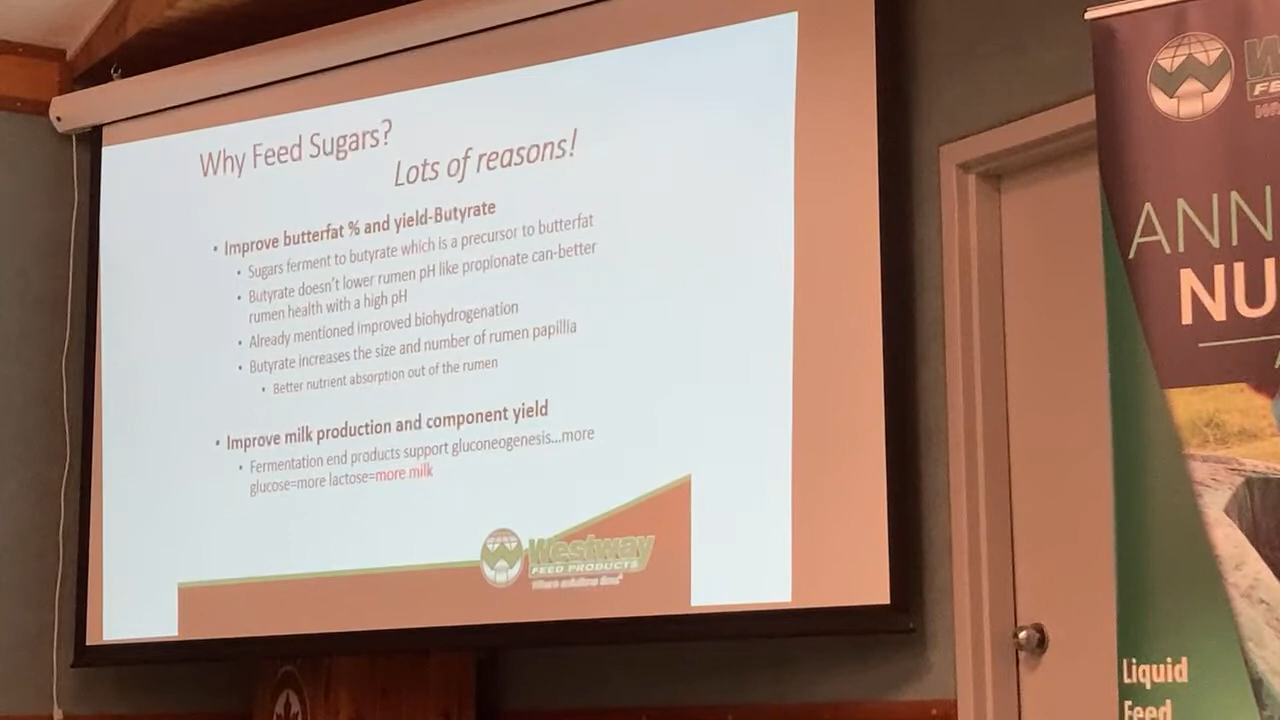 Why Feed Sugars?
Lots of reasons!
• Improve butterfat % and yield-Butyrate
• Sugars ferment to butyrate which is a precursor to butterfat
• Butyrate doesn't lower rumen pH like propionate can-better
rumen health with a high pH
• Already mentioned improved biohydrogenation
• Butyrate increases the size and number of rumen papillia
• Better nutrient absorption out of the rumen
• Improve milk production and component yield
• Fermentation end products support gluconeogenesis...more
glucose=more lactose=more milk
Westway
FEED PRODUCTS
W
FE
ANN
NU
Liquid
Feed